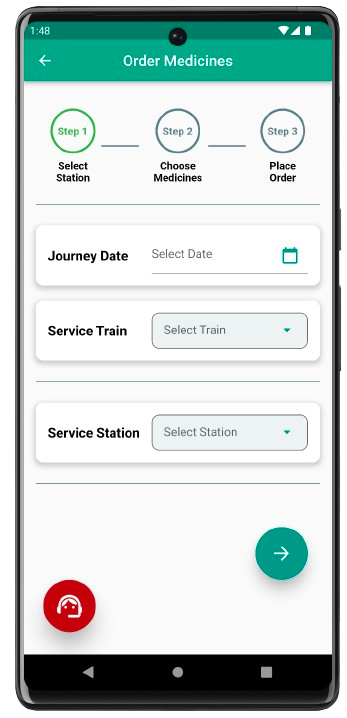 1:48
Order Medicines
Step 1
Step 2
Step 3
Select
Station
Choose
Medicines
Place
Order
Journey Date
Select Date
Service Train
Select Train
Service Station
Select Station